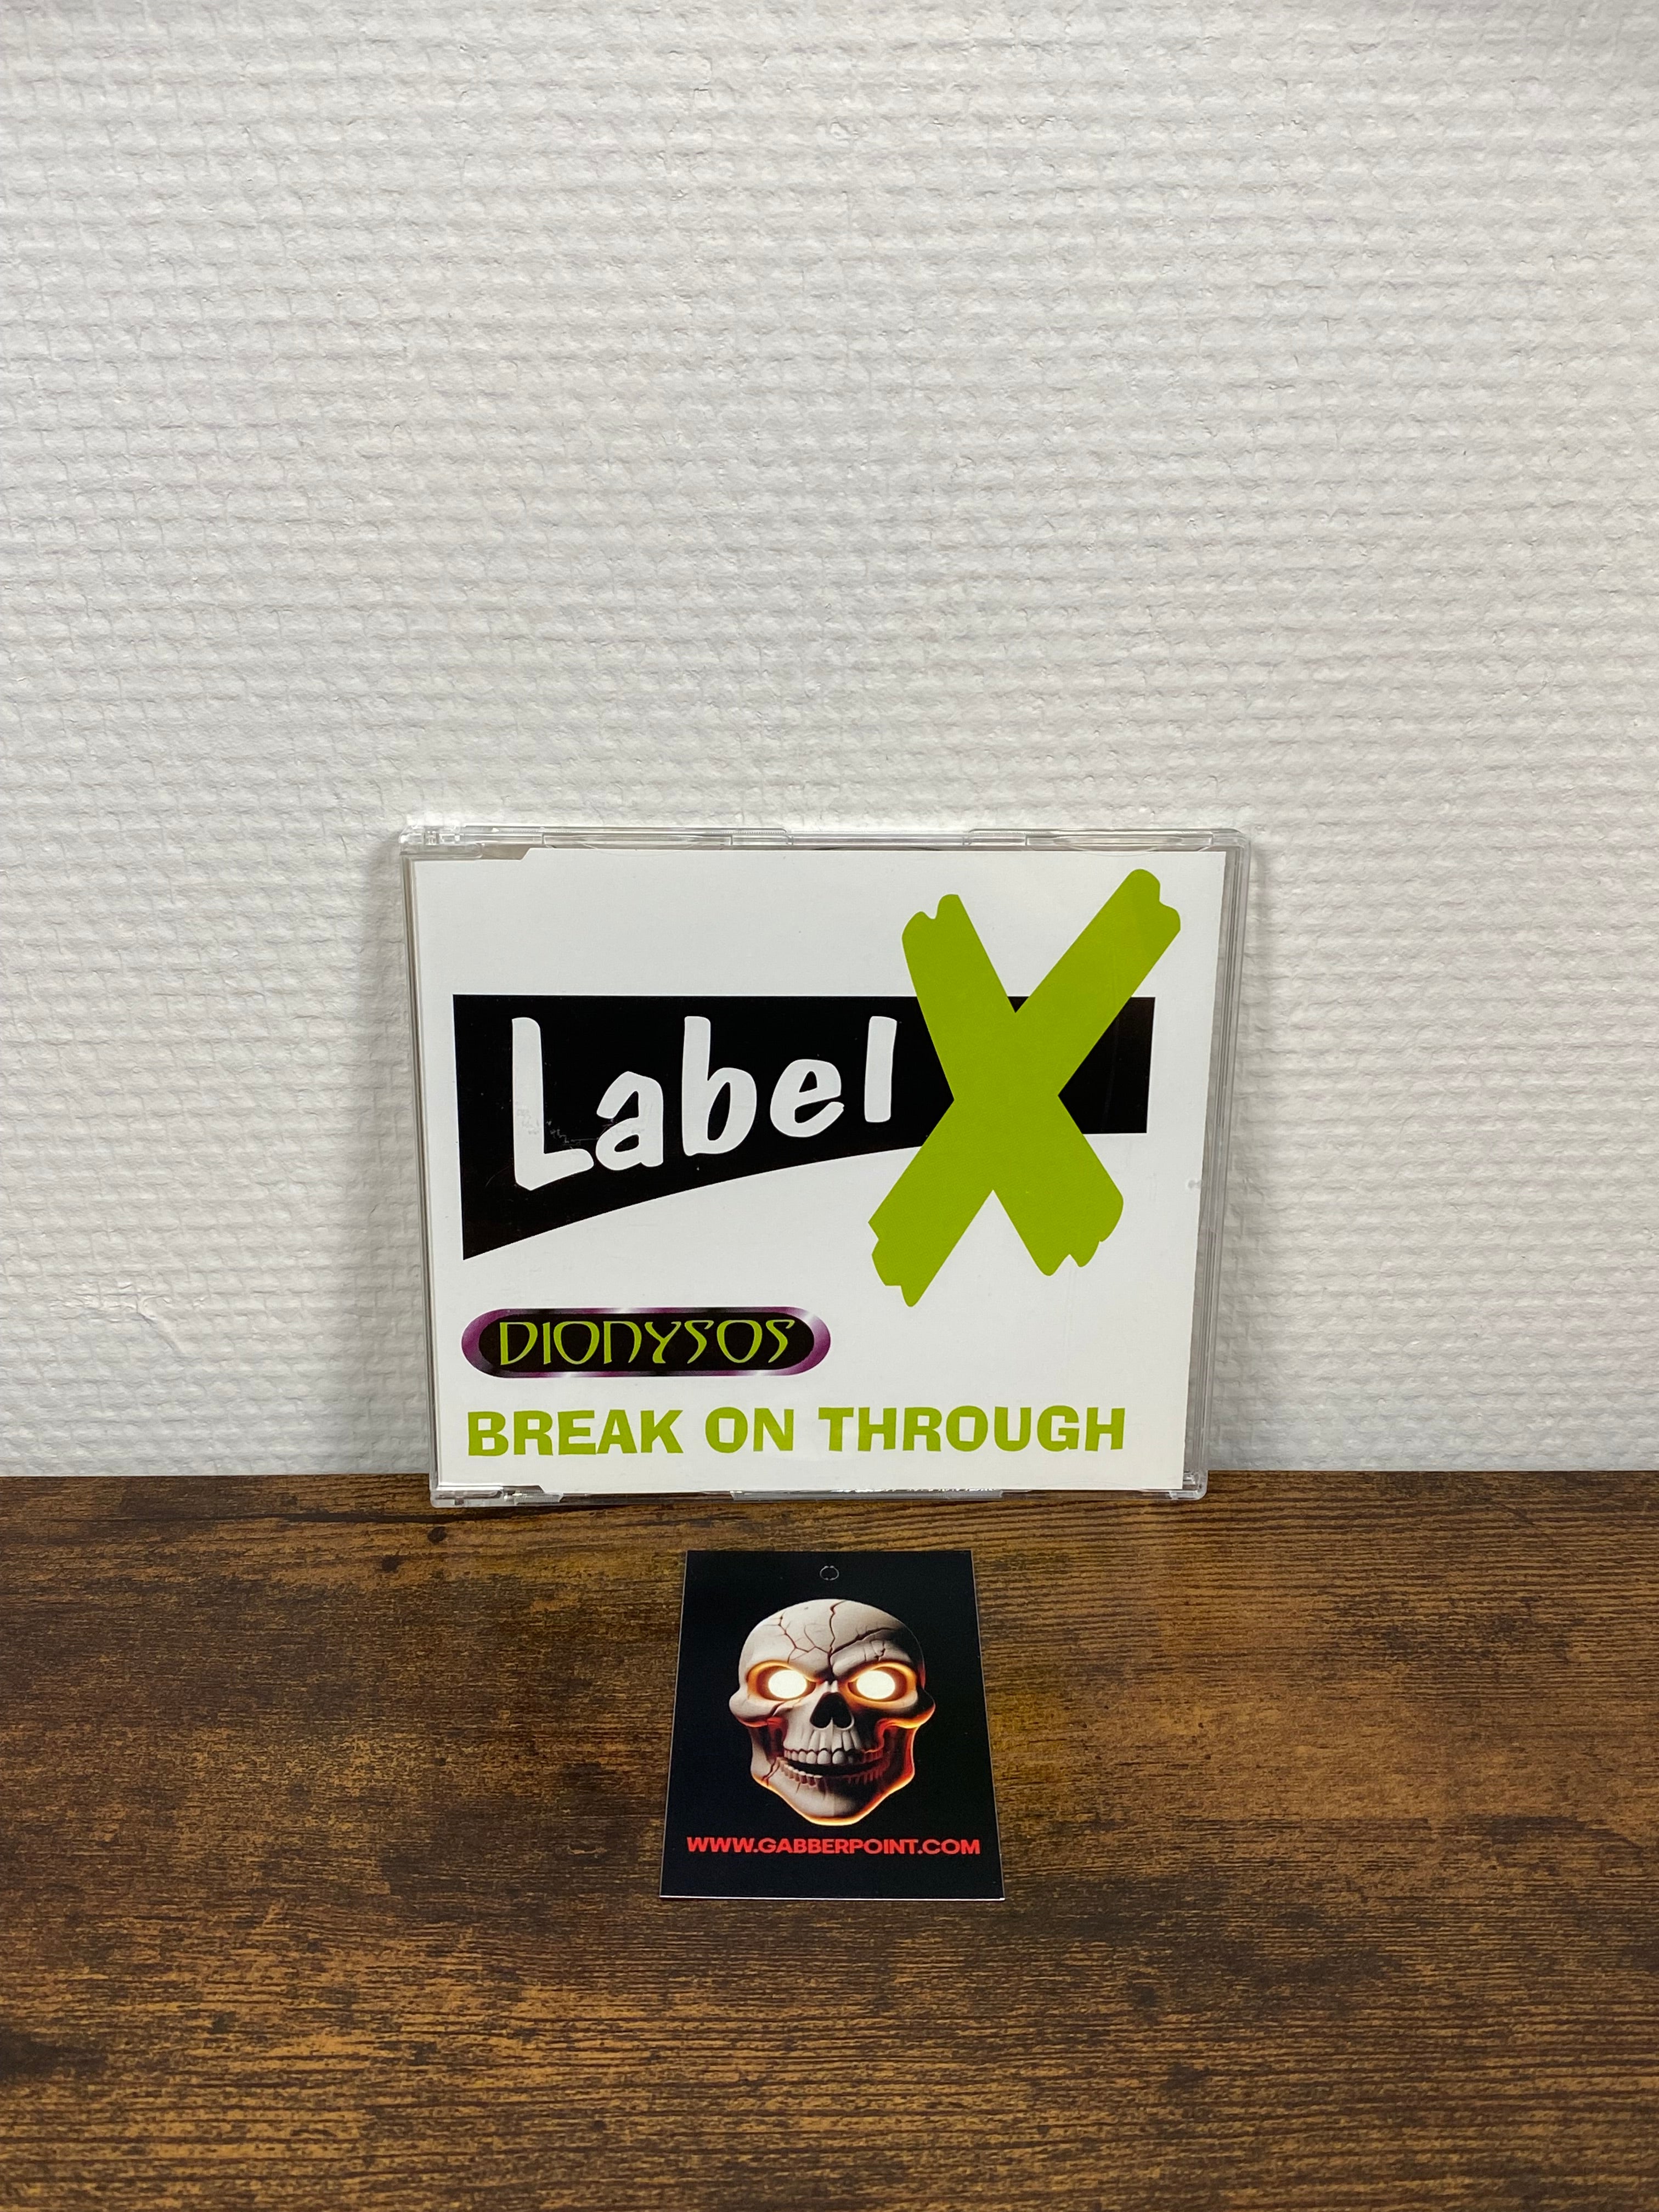 Label X
DIONYSOS
BREAK ON THROUGH
WWW.GABBERPOINT.COM